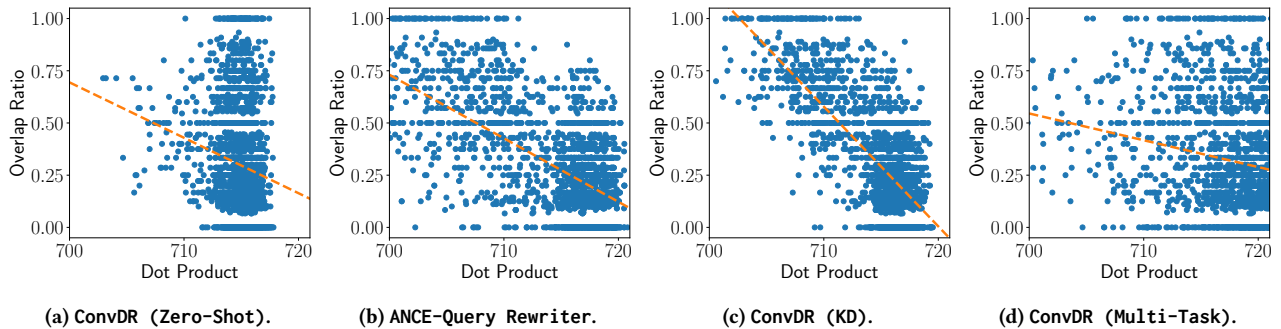 1.00
0.75
0.50
0.25
0.00
Overlap Ratio
700 710 720
Dot Product
(a) ConvDR (Zero-Shot).
1.00
0.75
0.50
0.25
0.00
Overlap Ratio
700 710 720
Dot Product
(b) ANCE-Query Rewriter.
1.00
0.75
0.50
0.25
0.00
Overlap Ratio
700 710 720
Dot Product
(c) ConvDR (KD).
1.00
0.75
0.50
0.25
0.00
Overlap Ratio
700 710 720
Dot Product
(d) ConvDR (Multi-Task).